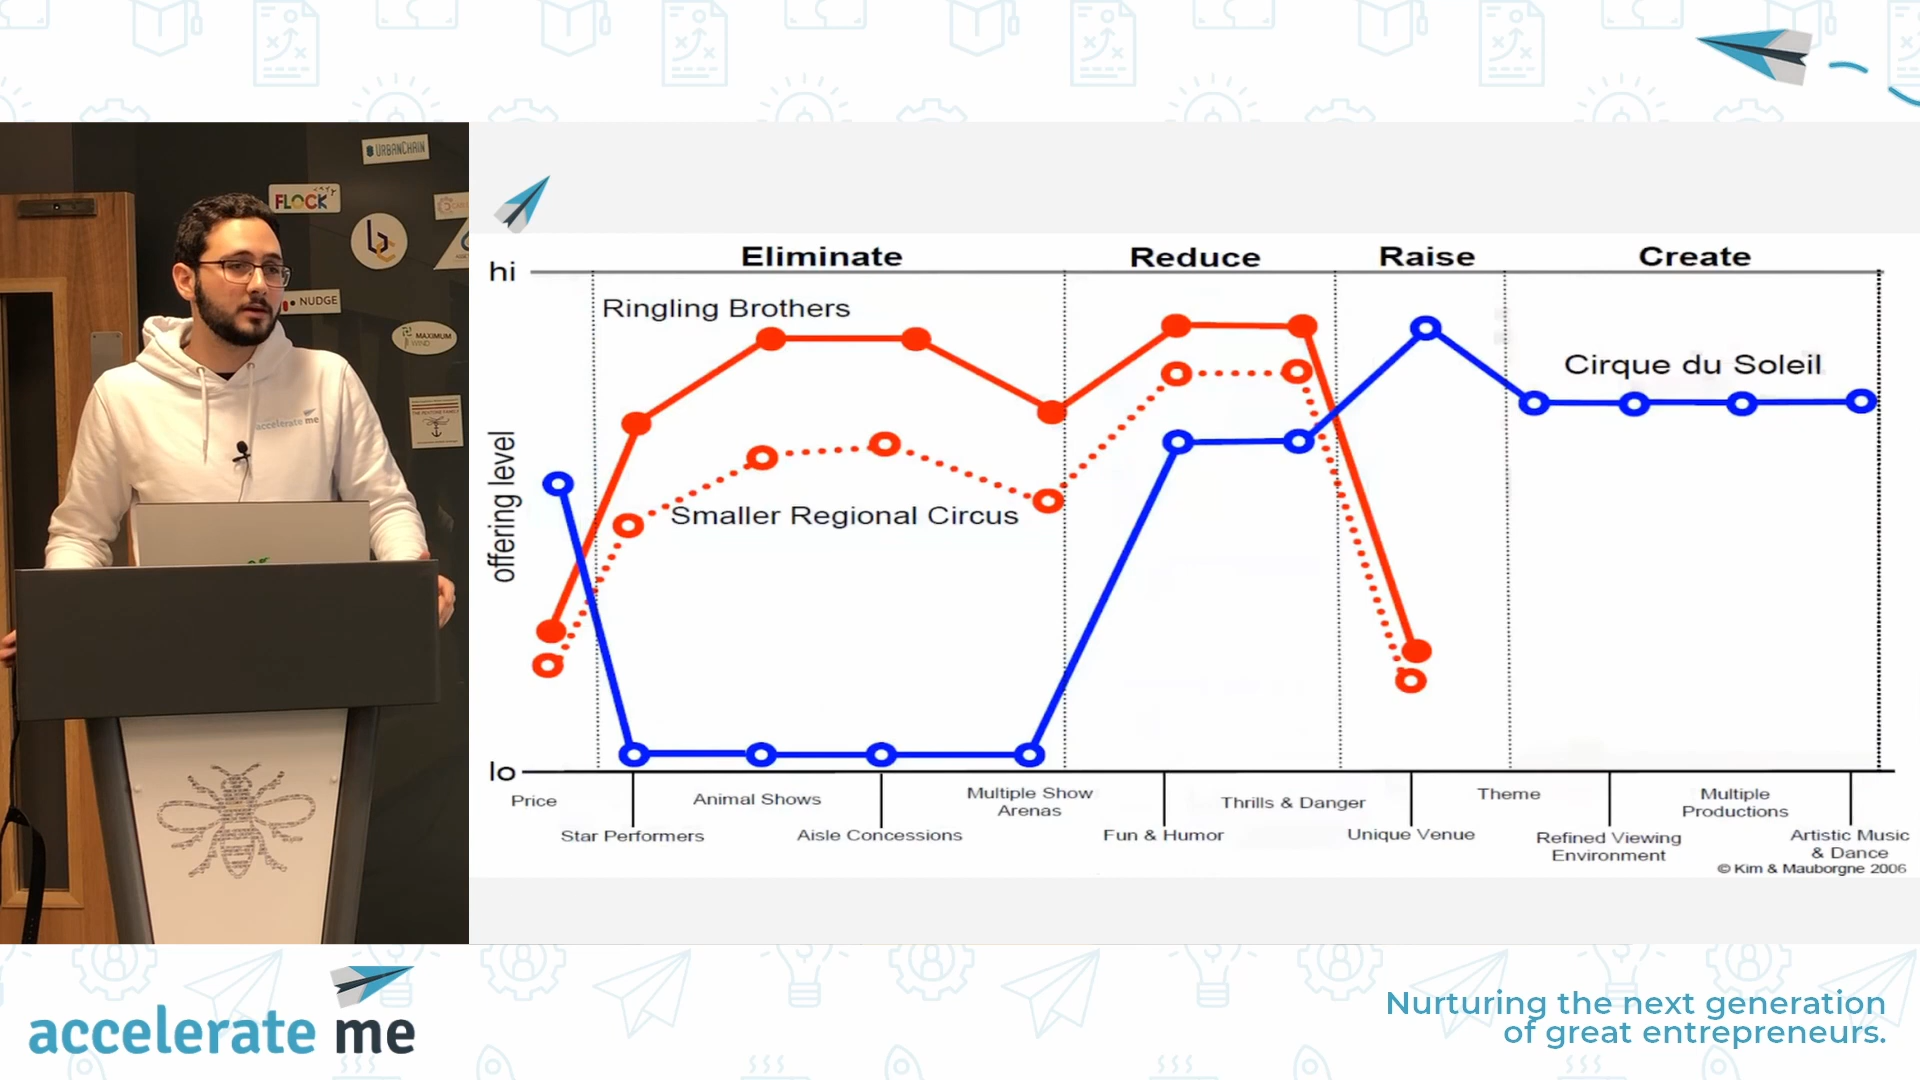 URBANCHAIN
FLOCK
NUDGE
MAXIMUM
WIND
accelerate me
Eliminate
Reduce
Raise
Create
hi
Ringling Brothers
Cirque du Soleil
offering level
Smaller Regional Circus
lo
Price
Star Performers
Animal Shows
Aisle Concessions
Multiple Show
Arenas
Fun & Humor
Thrills & Danger
Unique Venue
Theme
Refined Viewing
Environment
Multiple
Productions
Artistic Music
& Dance
© Kim & Mauborgne 2006
accelerate me
Nurturing the next generation
of great entrepreneurs.